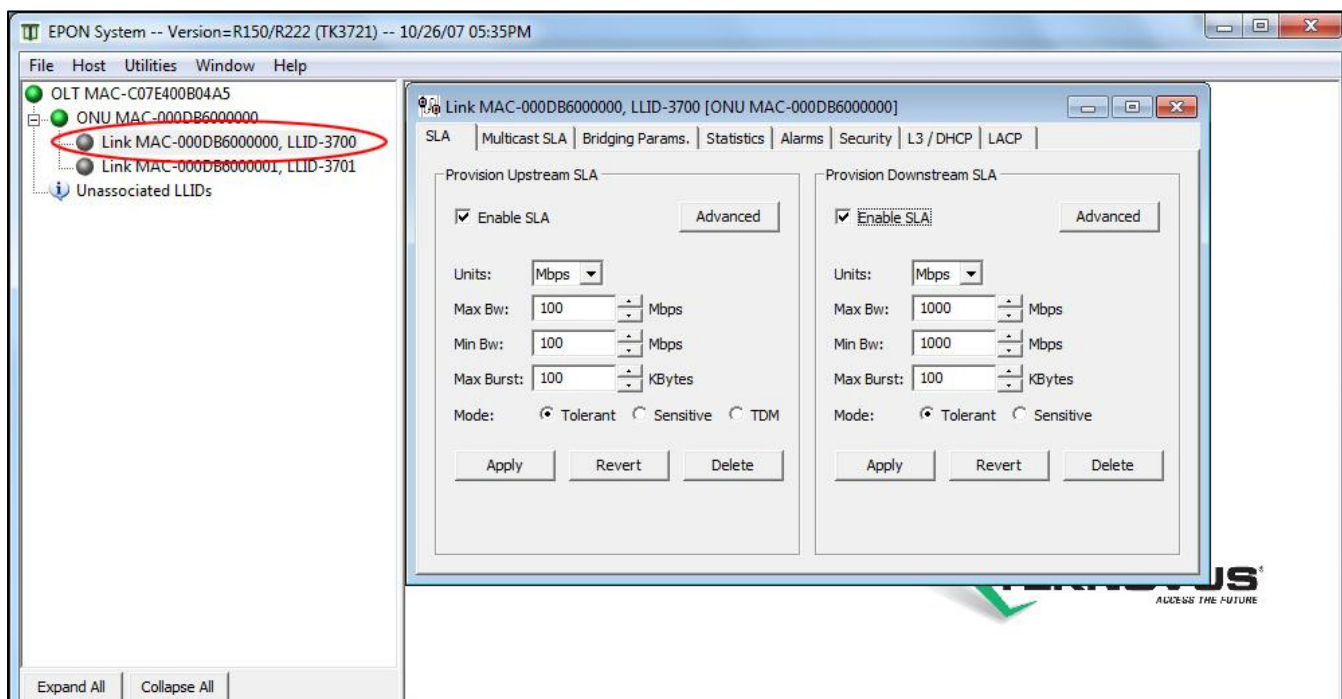 EPON System -- Version=R150/R222 (TK3721) -- 10/26/07 05:35PM
File Host Utilities Window Help
OLT MAC-C07E400B04A5
ONU MAC-000DB6000000
Link MAC-000DB6000000, LLID-3700
Link MAC-000DB6000001, LLID-3701
Unassociated LLIDs
Expand All Collapse All
Link MAC-000DB6000000, LLID-3700 [ONU MAC-000DB6000000]
SLA Multicast SLA Bridging Params. Statistics Alarms Security L3 / DHCP LACP
Provision Upstream SLA
Enable SLA Advanced
Units: Mbps
Max Bw: 100 Mbps
Min Bw: 100 Mbps
Max Burst: 100 KBytes
Mode: Tolerant Sensitive TDM
Apply Revert Delete
Provision Downstream SLA
Enable SLA Advanced
Units: Mbps
Max Bw: 1000 Mbps
Min Bw: 1000 Mbps
Max Burst: 100 KBytes
Mode: Tolerant Sensitive
Apply Revert Delete
ACCESS THE FUTURE